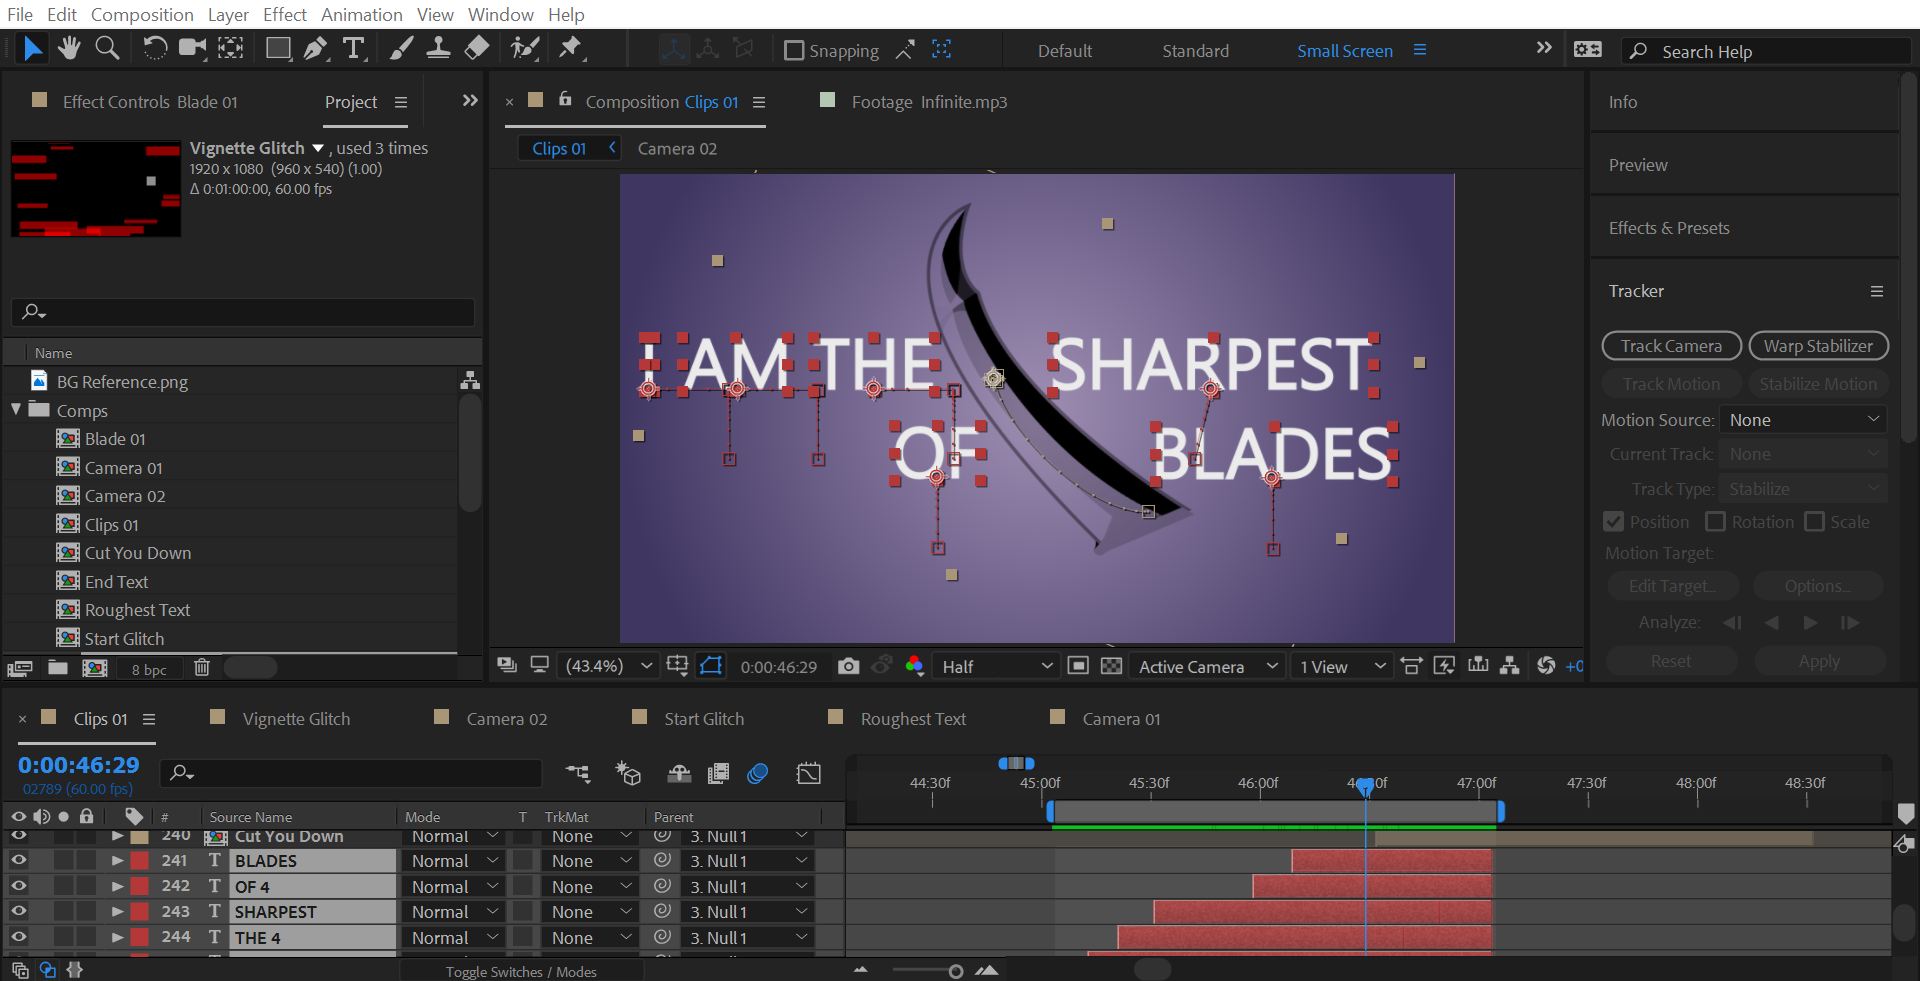 File Edit Composition Layer Effect Animation View Window Help
Snapping
Default Standard Small Screen
Search Help
Effect Controls Blade 01
Project
Composition Clips 01
Footage Infinite.mp3
Clips 01 Camera 02
Vignette Glitch , used 3 times
1920 x 1080 (960 x 540) (1.00)
Δ 0:01:00:00, 60.00 fps
Name
BG Reference.png
Comps
Blade 01
Camera 01
Camera 02
Clips 01
Cut You Down
End Text
Roughest Text
Start Glitch
8 bpc
I AM THE SHARPEST
OF BLADES
(43.4%)
0:00:46:29
Half
Active Camera
1 View
+0
Info
Preview
Effects & Presets
Tracker
Track Camera Warp Stabilizer
Track Motion Stabilize Motion
Motion Source: None
Current Track: None
Track Type: Stabilize
Position Rotation Scale
Motion Target:
Edit Target... Options...
Analyze:
Reset Apply
Clips 01 Vignette Glitch Camera 02 Start Glitch Roughest Text Camera 01
0:00:46:29
02789 (60.00 fps)
44:30f 45:00f 45:30f 46:00f 47:00f 47:30f 48:00f 48:30f
# Source Name Mode T TrkMat Parent
240 Cut You Down Normal None 3. Null 1
241 T BLADES Normal None 3. Null 1
242 T OF 4 Normal None 3. Null 1
243 T SHARPEST Normal None 3. Null 1
244 T THE 4 Normal None 3. Null 1
Toggle Switches / Modes